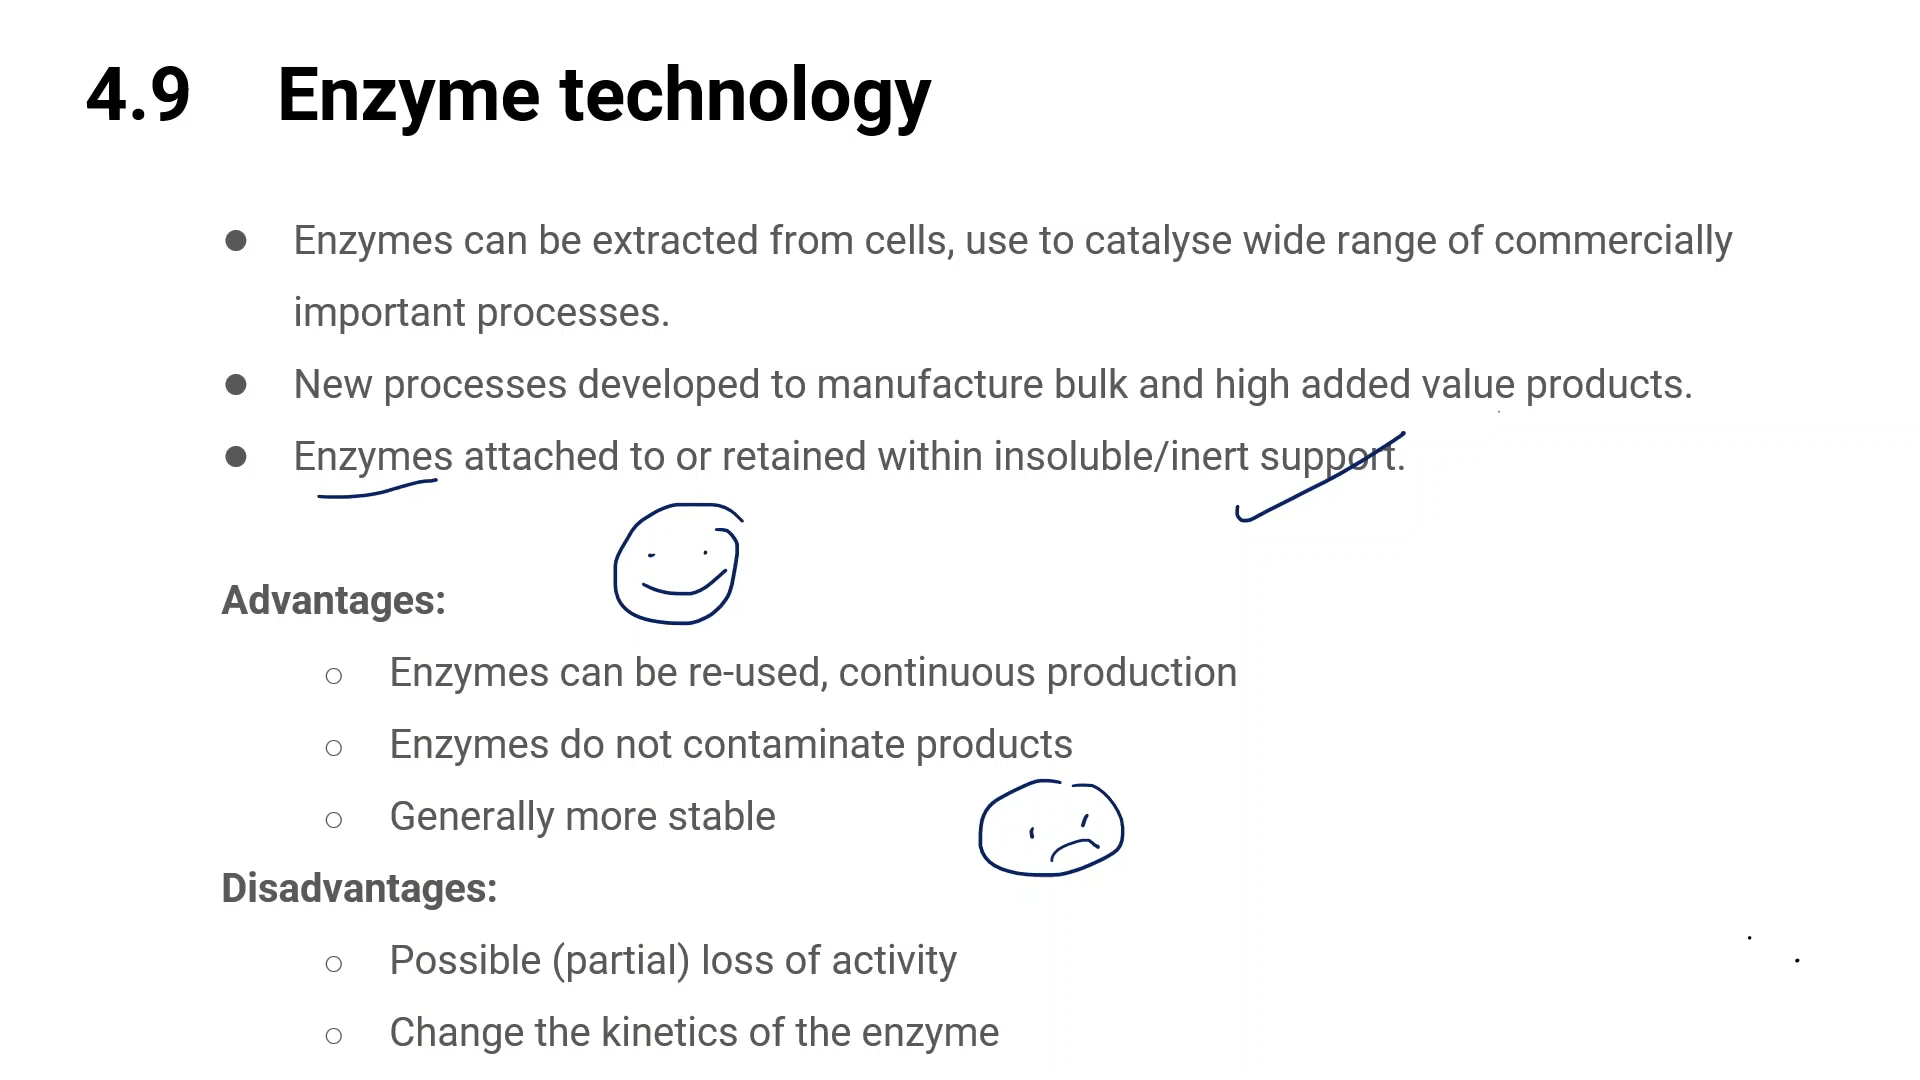 4.9 Enzyme technology
● Enzymes can be extracted from cells, use to catalyse wide range of commercially
important processes.
● New processes developed to manufacture bulk and high added value products.
● Enzymes attached to or retained within insoluble/inert support.
Advantages:
○ Enzymes can be re-used, continuous production
○ Enzymes do not contaminate products
○ Generally more stable
Disadvantages:
○ Possible (partial) loss of activity
○ Change the kinetics of the enzyme